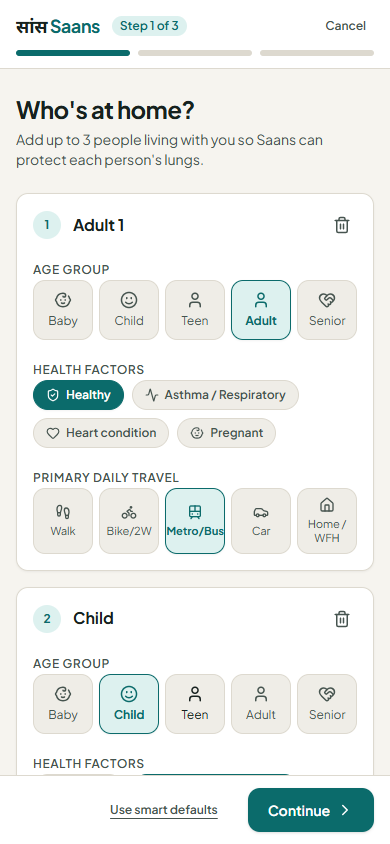 सांस Saans Step 1 of 3 Cancel
Who's at home?
Add up to 3 people living with you so Saans can
protect each person's lungs.
1 Adult 1
AGE GROUP
Baby Child Teen Adult Senior
HEALTH FACTORS
Healthy Asthma / Respiratory
Heart condition Pregnant
PRIMARY DAILY TRAVEL
Walk Bike/2W Metro/Bus Car Home /
WFH
2 Child
AGE GROUP
Baby Child Teen Adult Senior
HEALTH FACTORS
Use smart defaults Continue